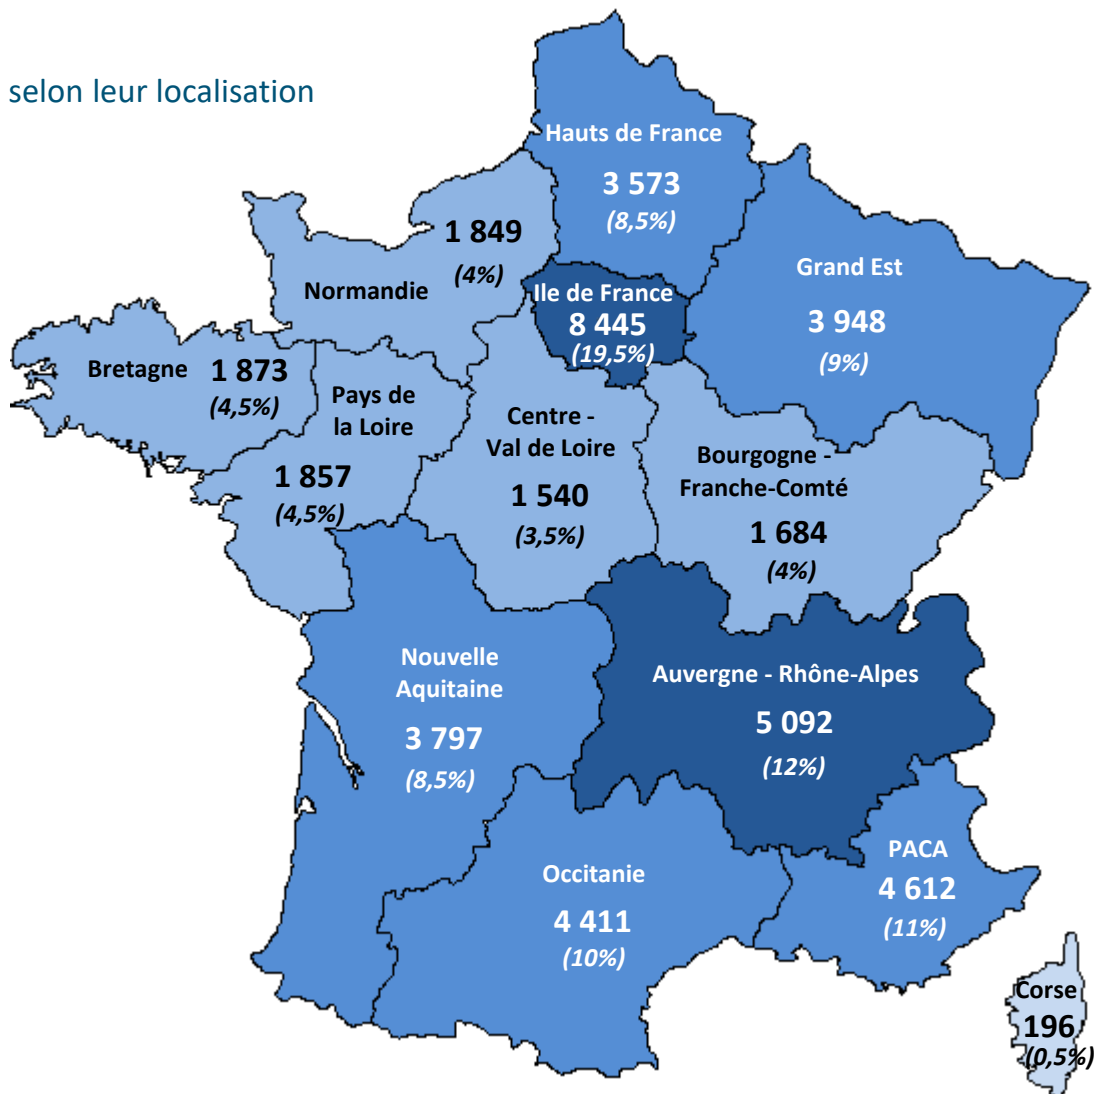 selon leur localisation
Hauts de France
3 573
(8,5%)
1 849
(4%)
Normandie
Ile de France
8 445
(19,5%)
Grand Est
3 948
(9%)
Bretagne
1 873
(4,5%)
Pays de
la Loire
1 857
(4,5%)
Centre -
Val de Loire
1 540
(3,5%)
Bourgogne -
Franche-Comté
1 684
(4%)
Nouvelle
Aquitaine
3 797
(8,5%)
Auvergne - Rhône-Alpes
5 092
(12%)
Occitanie
4 411
(10%)
PACA
4 612
(11%)
Corse
196
(0,5%)